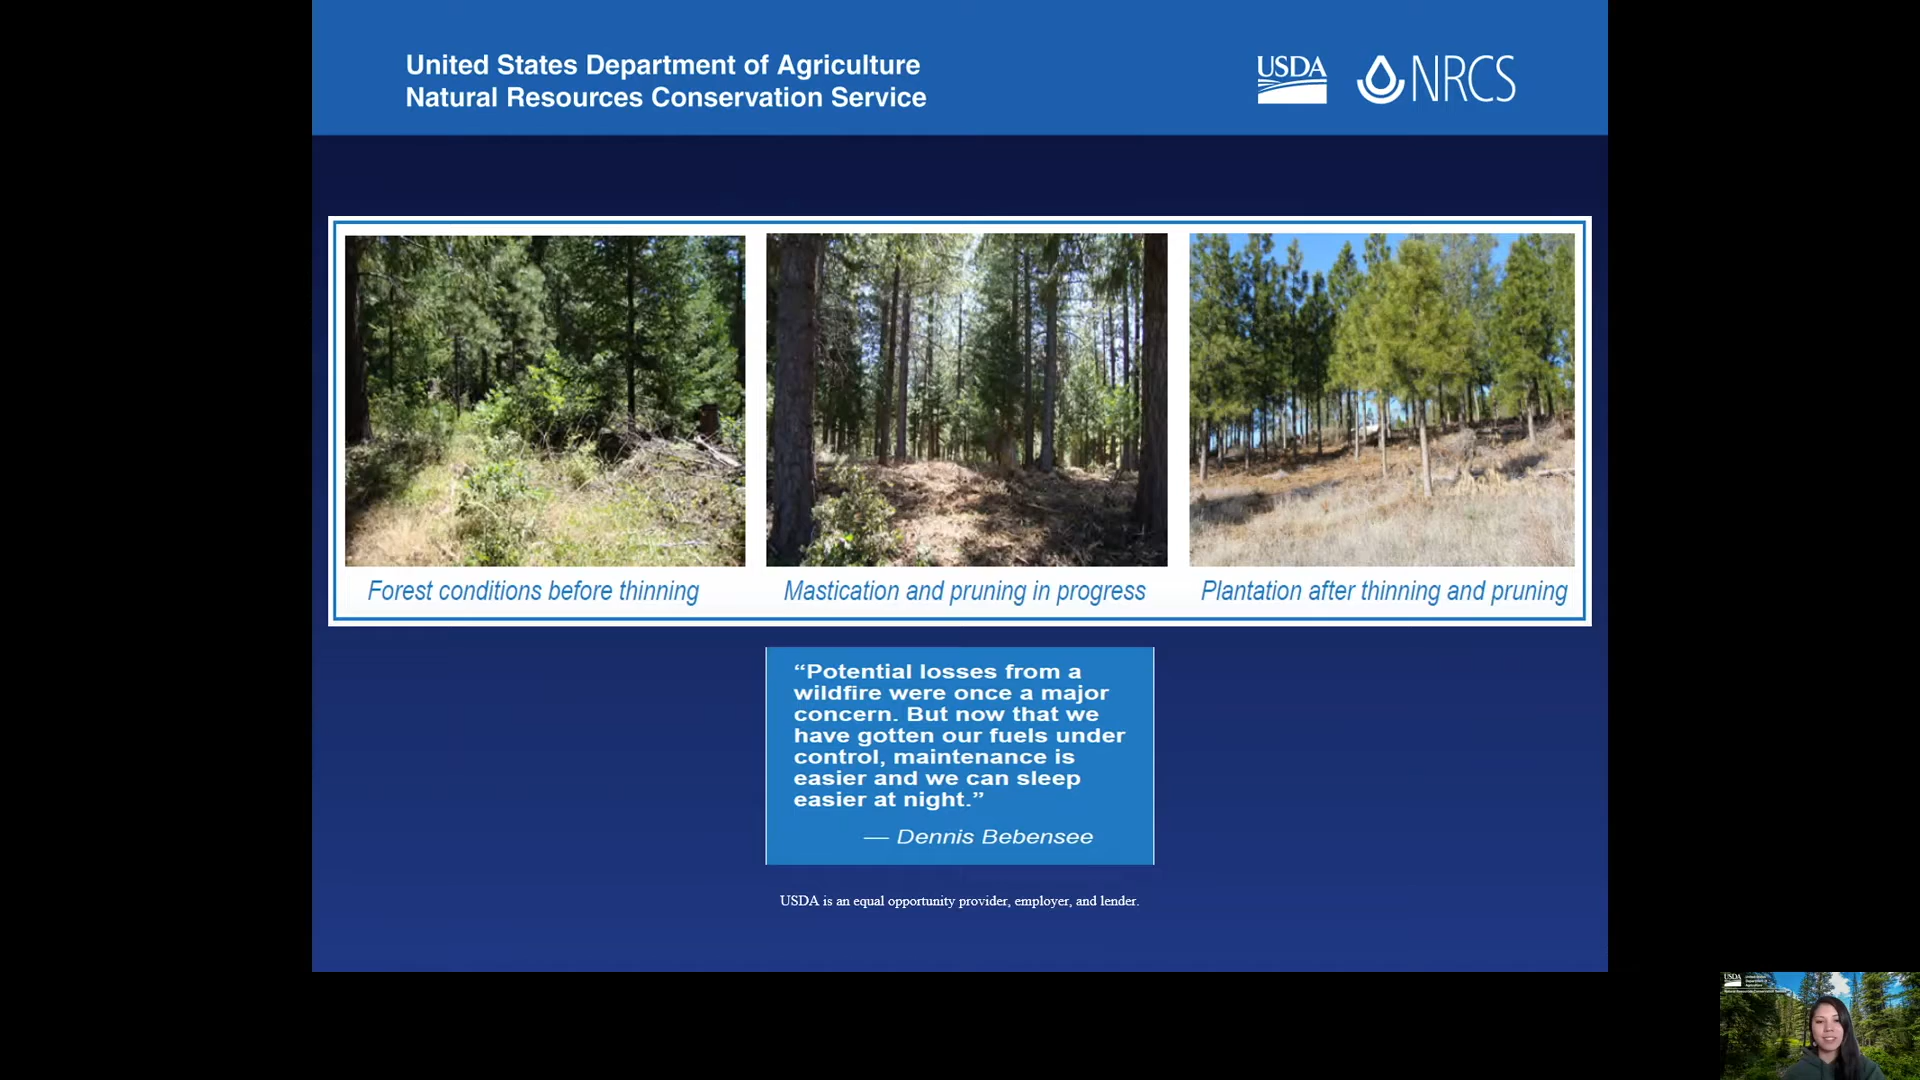 United States Department of Agriculture
Natural Resources Conservation Service
USDA
NRCS
Forest conditions before thinning
Mastication and pruning in progress
Plantation after thinning and pruning
“Potential losses from a
wildfire were once a major
concern. But now that we
have gotten our fuels under
control, maintenance is
easier and we can sleep
easier at night.”
— Dennis Bebensee
USDA is an equal opportunity provider, employer, and lender.
USDA